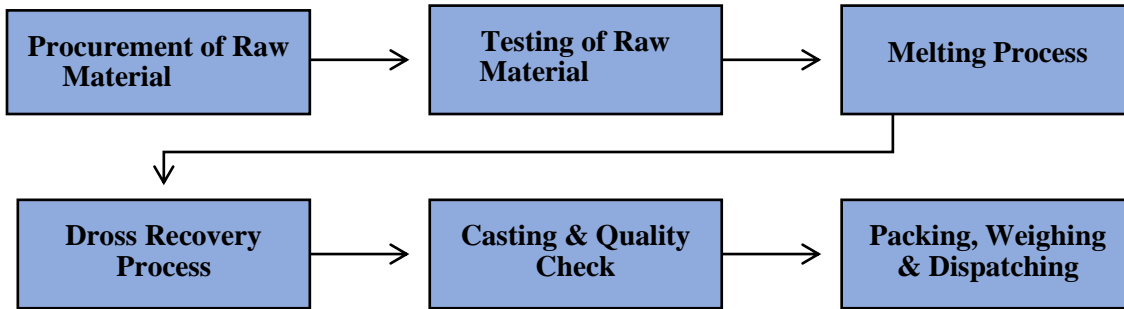 Procurement of Raw
Material
Testing of Raw
Material
Melting Process
Dross Recovery
Process
Casting & Quality
Check
Packing, Weighing
& Dispatching